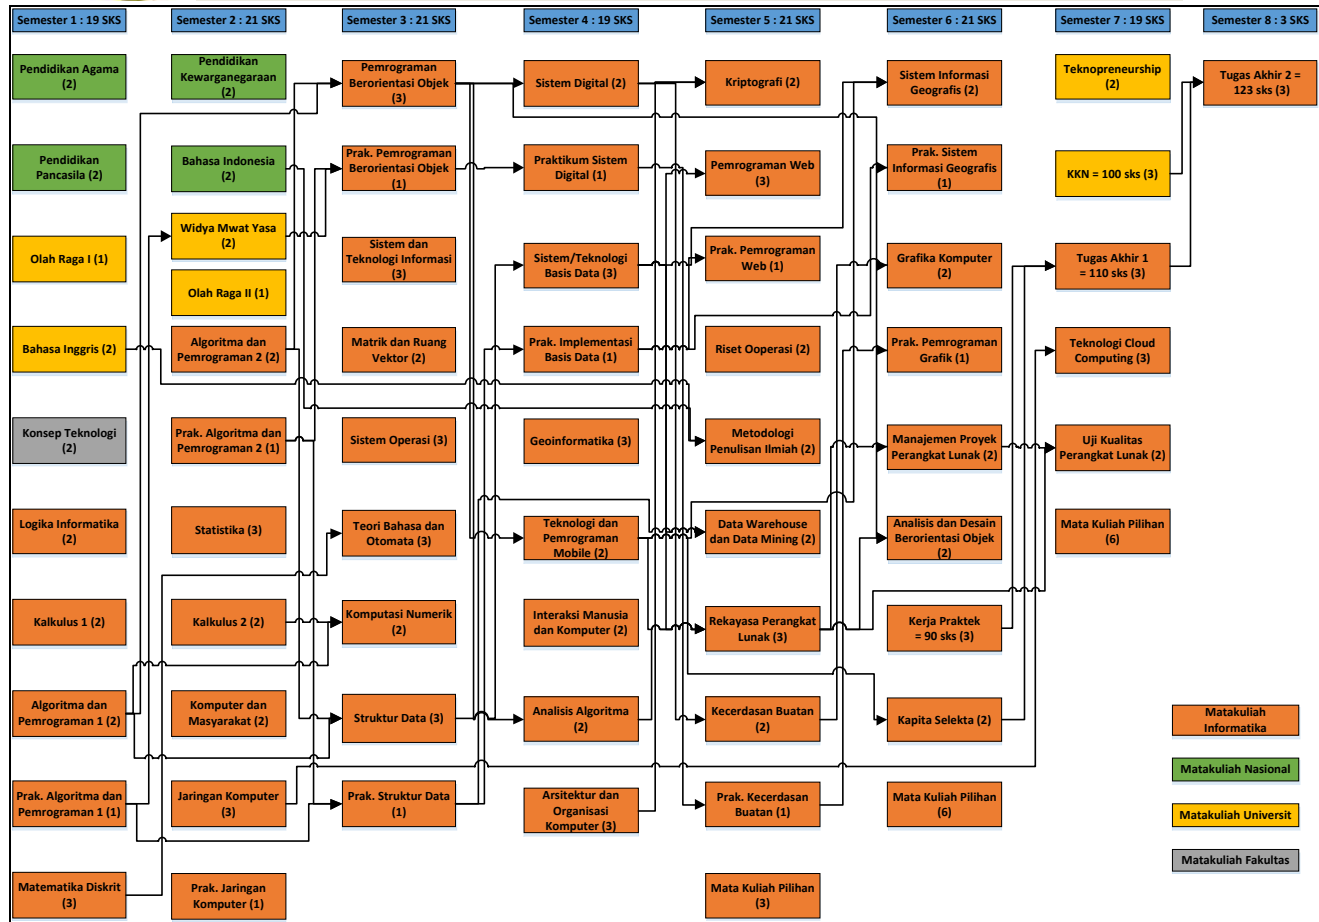 Semester 1 : 19 SKS
Semester 2 : 21 SKS
Semester 3 : 21 SKS
Semester 4 : 19 SKS
Semester 5 : 21 SKS
Semester 6 : 21 SKS
Semester 7 : 19 SKS
Semester 8 : 3 SKS
Pendidikan Agama
(2)
Pendidikan
Pancasila (2)
Olah Raga I (1)
Bahasa Inggris (2)
Konsep Teknologi
(2)
Logika Informatika
(2)
Kalkulus 1 (2)
Algoritma dan
Pemrograman 1 (2)
Prak. Algoritma dan
Pemrograman 1 (1)
Matematika Diskrit
(3)
Pendidikan
Kewarganegaraan
(2)
Bahasa Indonesia
(2)
Widya Mwat Yasa
(2)
Olah Raga II (1)
Algoritma dan
Pemrograman 2 (2)
Prak. Algoritma dan
Pemrograman 2 (1)
Statistika (3)
Kalkulus 2 (2)
Komputer dan
Masyarakat (2)
Jaringan Komputer
(3)
Prak. Jaringan
Komputer (1)
Pemrograman
Berorientasi Objek
(3)
Prak. Pemrograman
Berorientasi Objek
(1)
Sistem dan
Teknologi Informasi
(3)
Matrik dan Ruang
Vektor (2)
Sistem Operasi (3)
Teori Bahasa dan
Otomata (3)
Komputasi Numerik
(2)
Struktur Data (3)
Prak. Struktur Data
(1)
Sistem Digital (2)
Praktikum Sistem
Digital (1)
Sistem/Teknologi
Basis Data (3)
Prak. Implementasi
Basis Data (1)
Geoinformatika (3)
Teknologi dan
Pemrograman
Mobile (2)
Interaksi Manusia
dan Komputer (2)
Analisis Algoritma
(2)
Arsitektur dan
Organisasi
Komputer (3)
Kriptografi (2)
Pemrograman Web
(3)
Prak. Pemrograman
Web (1)
Riset Ooperasi (2)
Metodologi
Penulisan Ilmiah (2)
Data Warehouse
dan Data Mining (2)
Rekayasa Perangkat
Lunak (3)
Kecerdasan Buatan
(2)
Prak. Kecerdasan
Buatan (1)
Mata Kuliah Pilihan
(3)
Sistem Informasi
Geografis (2)
Prak. Sistem
Informasi Geografis
(1)
Grafika Komputer
(2)
Prak. Pemrograman
Grafik (1)
Manajemen Proyek
Perangkat Lunak (2)
Analisis dan Desain
Berorientasi Objek
(2)
Kerja Praktek
= 90 sks (3)
Kapita Selekta (2)
Mata Kuliah Pilihan
(6)
Teknopreneurship
(2)
KKN = 100 sks (3)
Tugas Akhir 1
= 110 sks (3)
Teknologi Cloud
Computing (3)
Uji Kualitas
Perangkat Lunak (2)
Mata Kuliah Pilihan
(6)
Tugas Akhir 2 =
123 sks (3)
Matakuliah
Informatika
Matakuliah Nasional
Matakuliah Universit
Matakuliah Fakultas